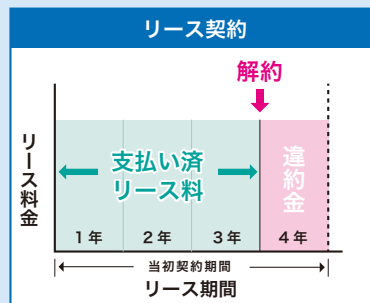 リース契約
解約
リース料金
支払い済
リース料
違約金
1年
2年
3年
4年
当初契約期間
リース期間